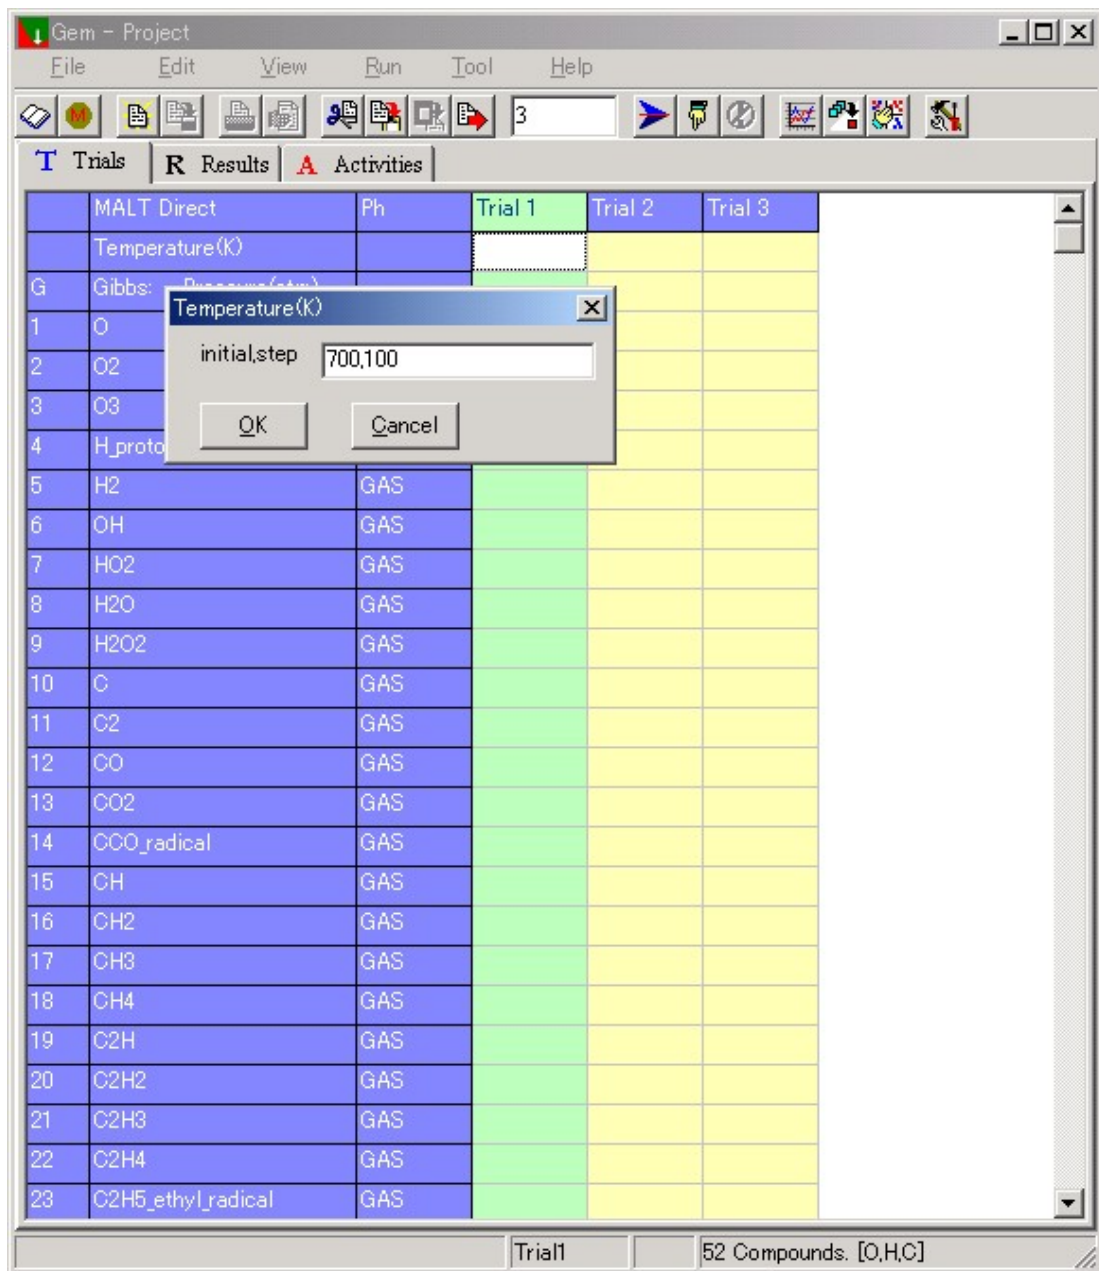 Gem - Project
File Edit View Run Tool Help
3
T Trials R Results A Activities
MALT Direct Ph Trial 1 Trial 2 Trial 3
Temperature(K)
G Gibbs: Pressure(atm)
Temperature(K)
initial,step 700,100
OK Cancel
1 O
2 O2
3 O3
4 H_proto
5 H2 GAS
6 OH GAS
7 HO2 GAS
8 H2O GAS
9 H2O2 GAS
10 C GAS
11 C2 GAS
12 CO GAS
13 CO2 GAS
14 CCO_radical GAS
15 CH GAS
16 CH2 GAS
17 CH3 GAS
18 CH4 GAS
19 C2H GAS
20 C2H2 GAS
21 C2H3 GAS
22 C2H4 GAS
23 C2H5_ethyl_radical GAS
Trial1 52 Compounds. [O,H,C]